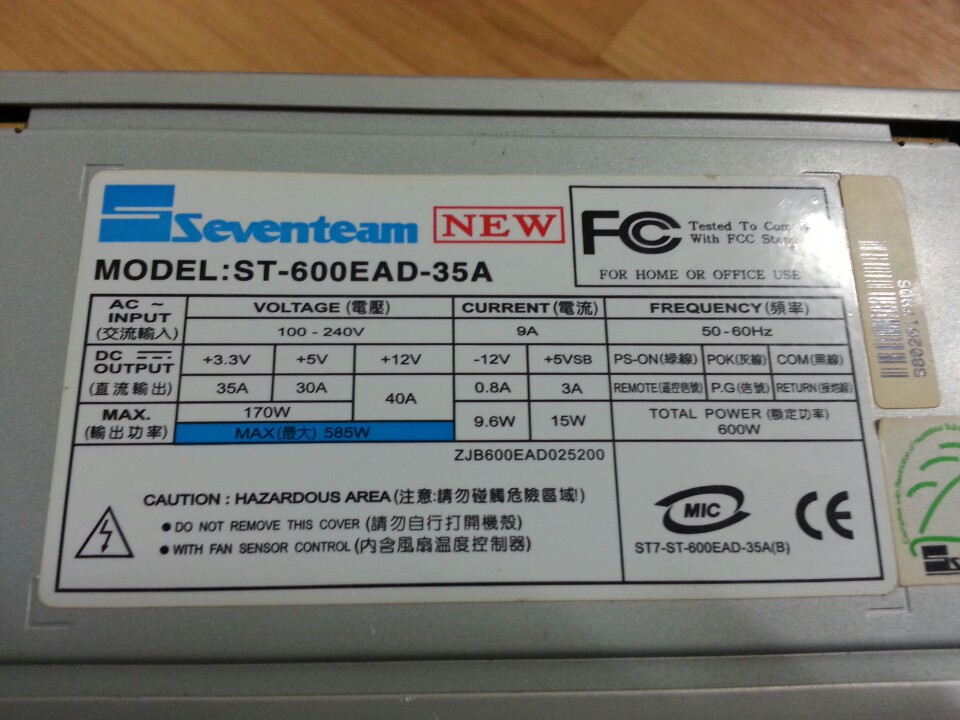 Seventeam NEW
MODEL:ST-600EAD-35A
FC Tested To
With FCC
FOR HOME OR OFFICE USE
AC ~ INPUT (交流輸入) VOLTAGE (電壓) CURRENT (電流) FREQUENCY (頻率)
100 - 240V 9A 50 - 60Hz
DC OUTPUT (直流輸出) +3.3V +5V +12V -12V +5VSB PS-ON(綠線) POK(灰線) COM(黑線)
35A 30A 40A 0.8A 3A REMOTE(遙控信號) P.G(信號) RETURN(接地線)
MAX. (輸出功率) 170W 9.6W 15W TOTAL POWER (額定功率)
MAX(最大) 585W 600W
ZJB600EAD025200
CAUTION : HAZARDOUS AREA (注意:請勿碰觸危險區域!)
● DO NOT REMOVE THIS COVER (請勿自行打開機殼)
● WITH FAN SENSOR CONTROL (內含風扇温度控制器)
MIC CE
ST7-ST-600EAD-35A(B)